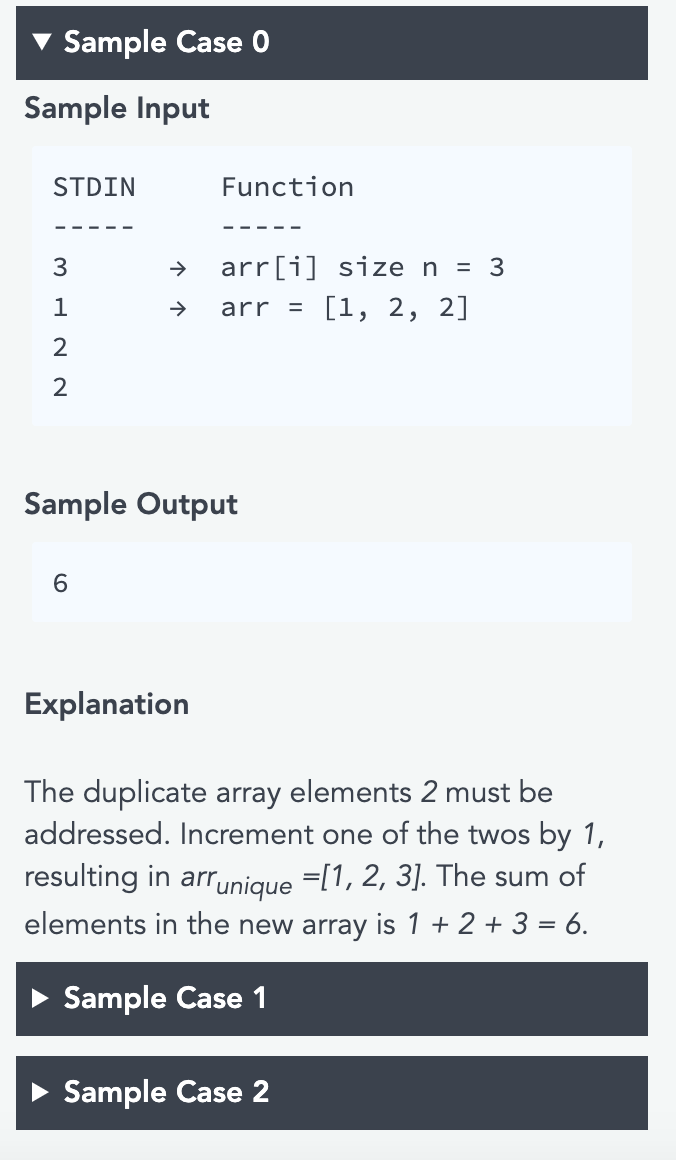 ▼ Sample Case 0
Sample Input
STDIN Function
----- -----
3 → arr[i] size n = 3
1 → arr = [1, 2, 2]
2
2
Sample Output
6
Explanation
The duplicate array elements 2 must be
addressed. Increment one of the twos by 1,
resulting in arrunique =[1, 2, 3]. The sum of
elements in the new array is 1 + 2 + 3 = 6.
▶ Sample Case 1
▶ Sample Case 2